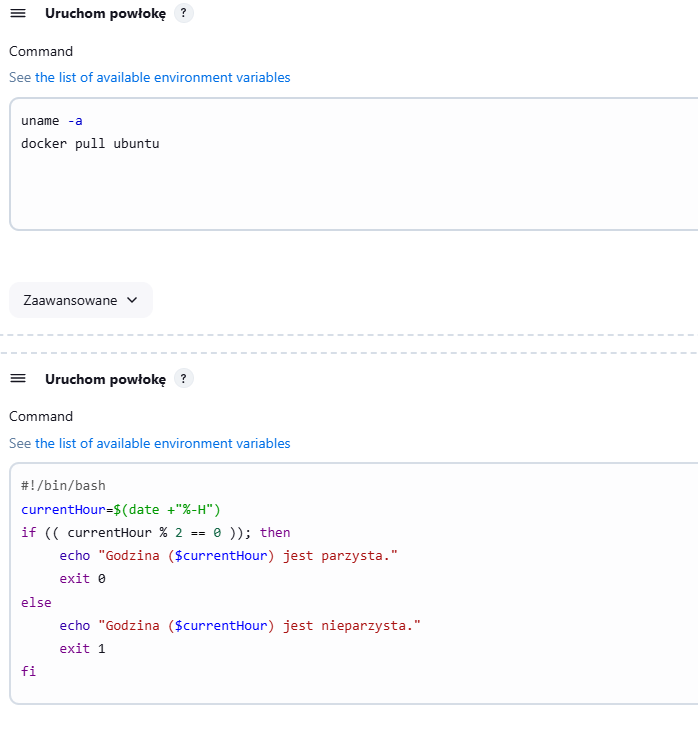 Uruchom powłokę ?
Command
See the list of available environment variables
uname -a
docker pull ubuntu
Zaawansowane
Uruchom powłokę ?
Command
See the list of available environment variables
#!/bin/bash
currentHour=$(date +"%-H")
if (( currentHour % 2 == 0 )); then
     echo "Godzina ($currentHour) jest parzysta."
     exit 0
else
     echo "Godzina ($currentHour) jest nieparzysta."
     exit 1
fi